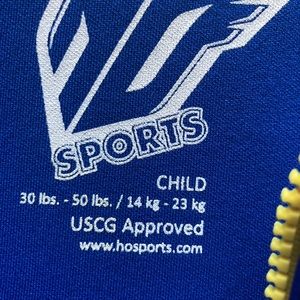 SPORTS
CHILD
30 lbs. - 50 lbs. / 14 kg - 23 kg
USCG Approved
www.hosports.com